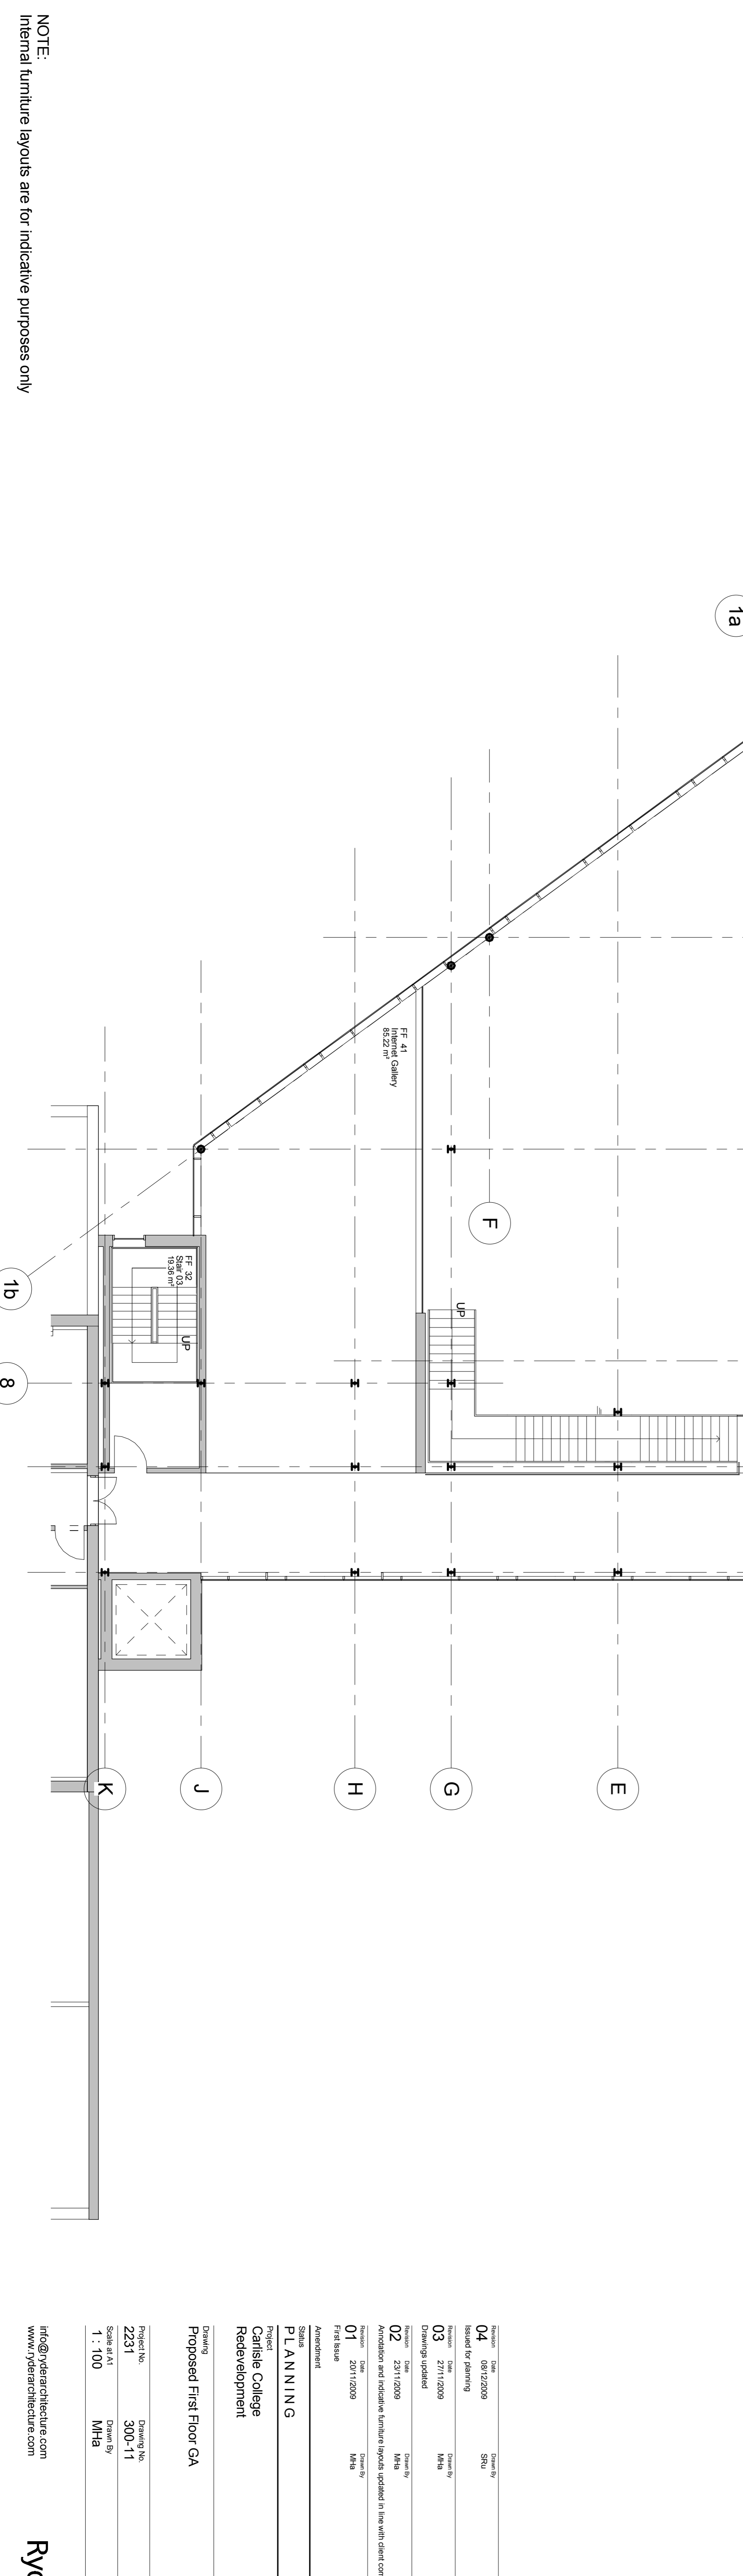 NOTE:
Internal furniture layouts are for indicative purposes only
1a
FF 41
Internet Gallery
85.22 m²
F
1b
FF 32
Stair 03
19.36 m²
UP
UP
8
K
J
H
G
E
Revision Date Drawn By
04 08/12/2009 SRu
Issued for planning
Revision Date Drawn By
03 27/11/2009 MHa
Drawings updated
Revision Date Drawn By
02 23/11/2009 MHa
Annotation and indicative furniture layouts updated in line with client
Revision Date Drawn By
01 20/11/2009 MHa
First Issue
Amendment
Status
PLANNING
Project
Carlisle College
Redevelopment
Drawing
Proposed First Floor GA
Project No. Drawing No.
2231 300-11
Scale at A1 Drawn By
1 : 100 MHa
info@ryderarchitecture.com
www.ryderarchitecture.com